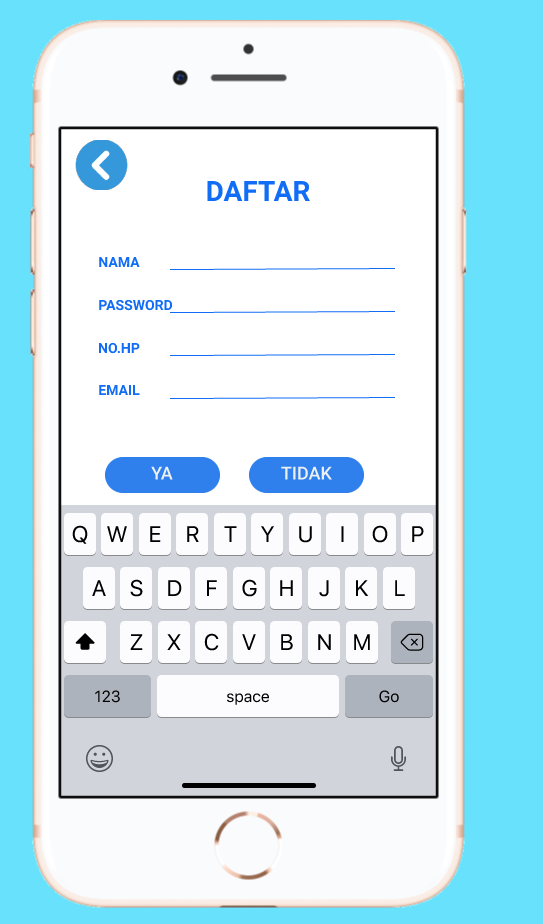 DAFTAR
NAMA
PASSWORD
NO.HP
EMAIL
YA TIDAK
Q W E R T Y U I O P
A S D F G H J K L
Z X C V B N M
123 space Go